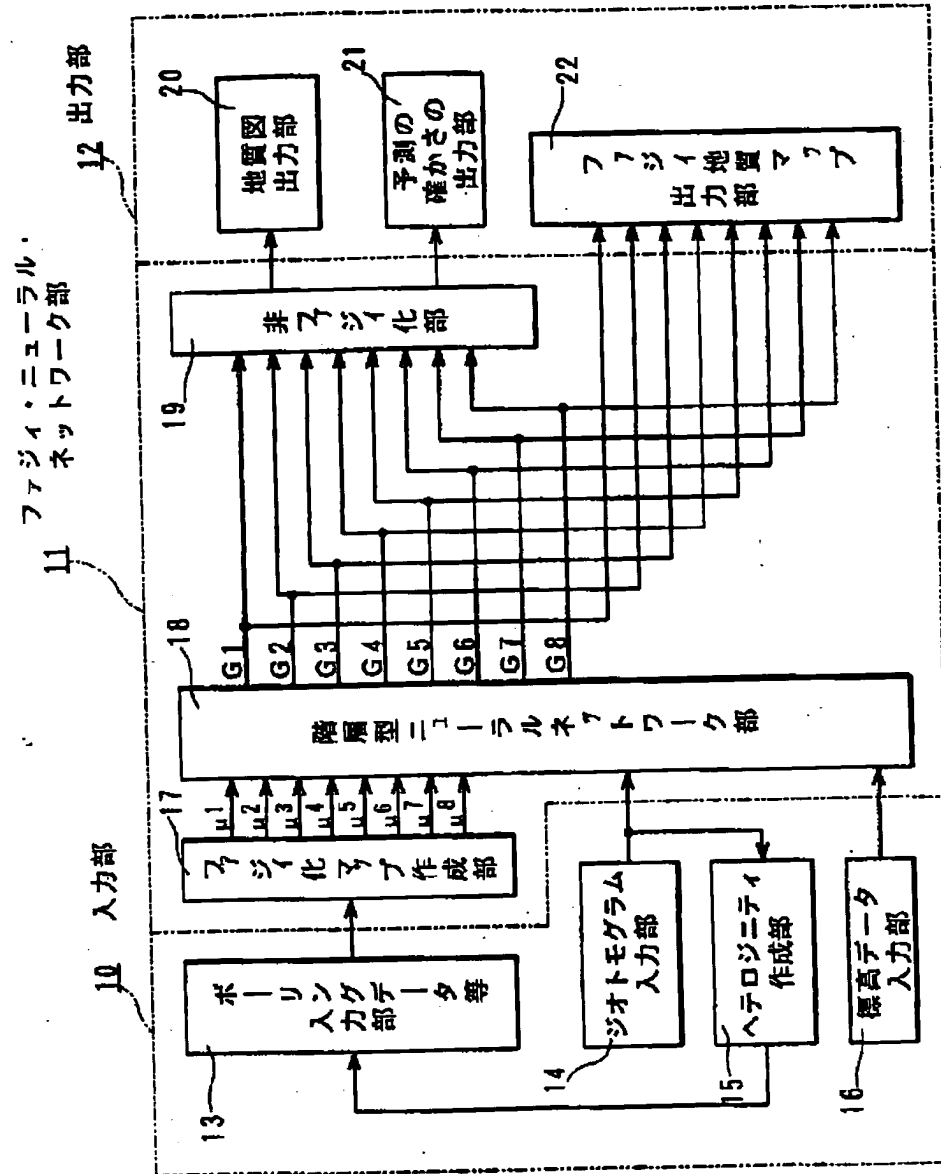 ファジィ・ニューラル・
ネットワーク部
10
入力部
11
12
出力部
13
ボーリングデータ等
入力部
17
ファジィ化マップ作成部
μ1
μ2
μ3
μ4
μ5
μ6
μ7
μ8
18
階層型ニューラルネットワーク部
G1
G2
G3
G4
G5
G6
G7
G8
19
非ファジィ化部
20
地質図
出力部
21
予測の
確かさの
出力部
22
ファジィ地質マップ
出力部
14
ジオトモグラム
入力部
15
ヘテロジニティ
作成部
16
標高データ
入力部